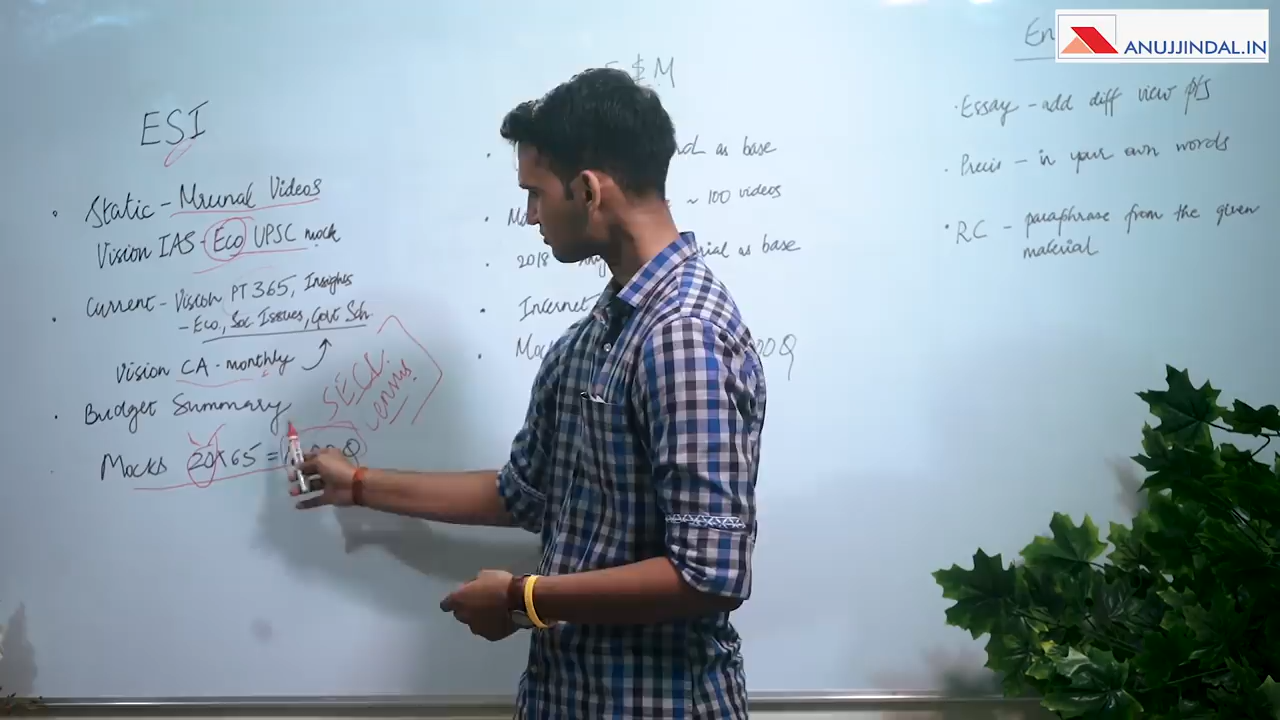 ESI
• Static - Mrunal Videos
Vision IAS - Eco UPSC mock
• Current - Vision PT 365, Insights
- Eco, Soc Issues, Govt Sch
Vision CA - monthly
SECC
Census
• Budget Summary
Mocks 20x65 = Q
$ M
• as base
• ~ 100 videos
• 2018 - rial as base
• Internet
• Q
En
ANUJJINDAL.IN
• Essay - add diff view pts
• Precis - in your own words
• RC - paraphrase from the given
material